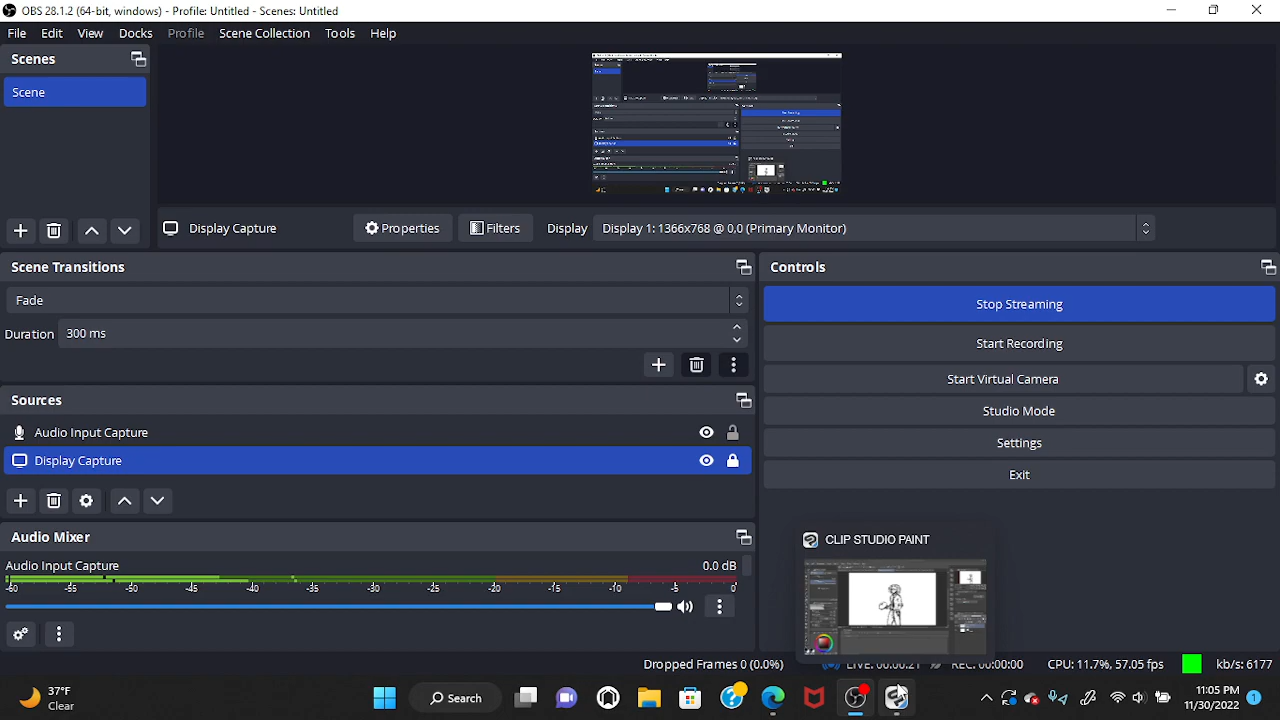 OBS 28.1.2 (64-bit, windows) - Profile: Untitled - Scenes: Untitled
File Edit View Docks Profile Scene Collection Tools Help
Scenes
Scene
Display Capture Properties Filters Display Display 1: 1366x768 @ 0,0 (Primary Monitor)
Scena Transitions
Fade
Duration 300 ms
Sources
Audio Input Capture
Display Capture
Audio Mixer
Audio Input Capture 0.0 dB
-60 -55 -50 -45 -40 -35 -30 -25 -20 -15 -10 -5 0
Controls
Stop Streaming
Start Recording
Start Virtual Camera
Studio Mode
Settings
Exit
CLIP STUDIO PAINT
Dropped Frames 0 (0.0%) LIVE: 00:00:21 REC: 00:00:00 CPU: 11.7%, 57.05 fps kb/s: 6177
37°F
Clear
Search
11:05 PM
11/30/2022
1